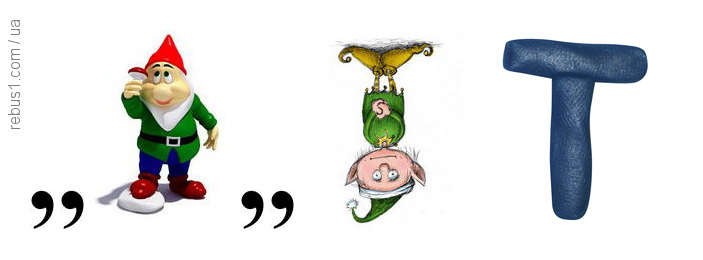 rebus1.com / ua
,, ,, T